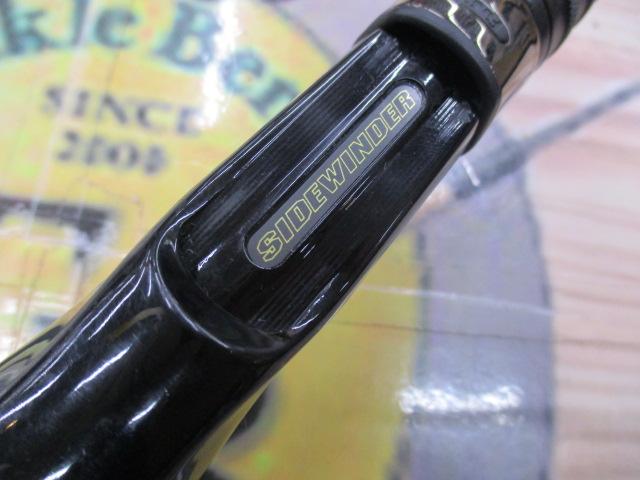 kle Ber
SINCE
2008
SIDEWINDER